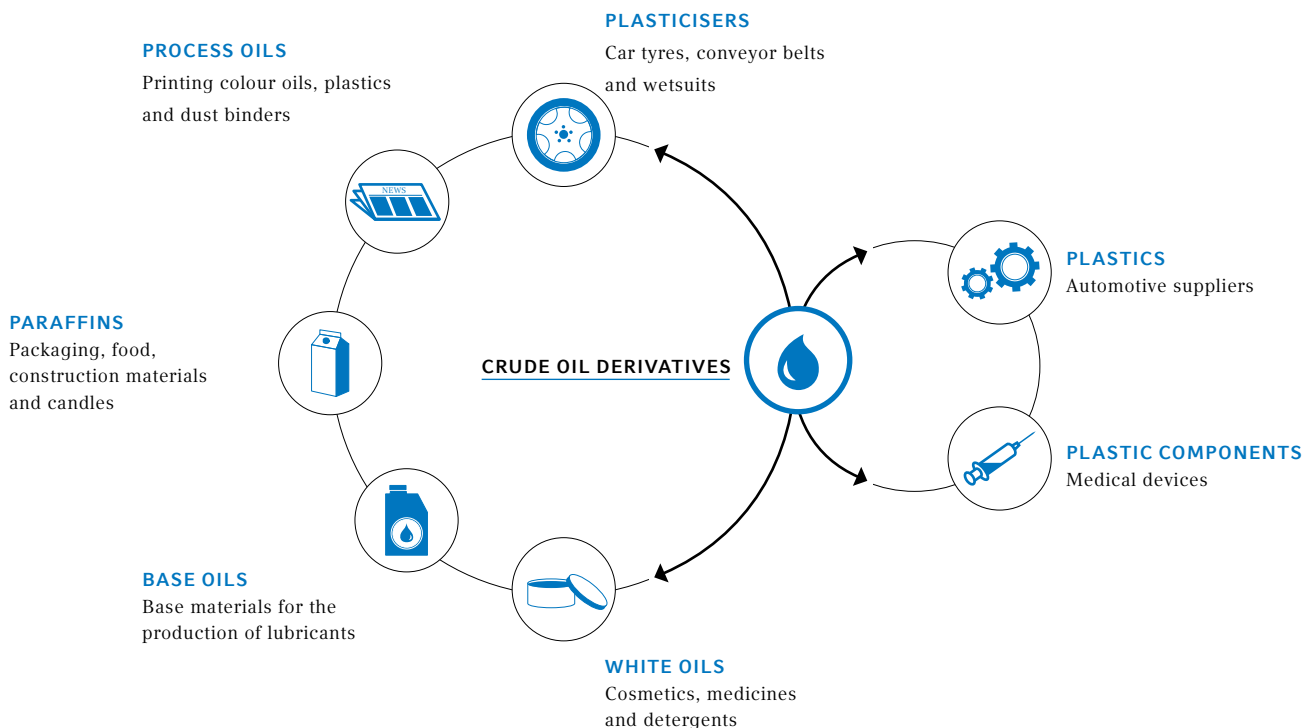 PLASTICISERS
Car tyres, conveyor belts
and wetsuits
PROCESS OILS
Printing colour oils, plastics
and dust binders
NEWS
PLASTICS
Automotive suppliers
PARAFFINS
Packaging, food,
construction materials
and candles
CRUDE OIL DERIVATIVES
PLASTIC COMPONENTS
Medical devices
BASE OILS
Base materials for the
production of lubricants
WHITE OILS
Cosmetics, medicines
and detergents